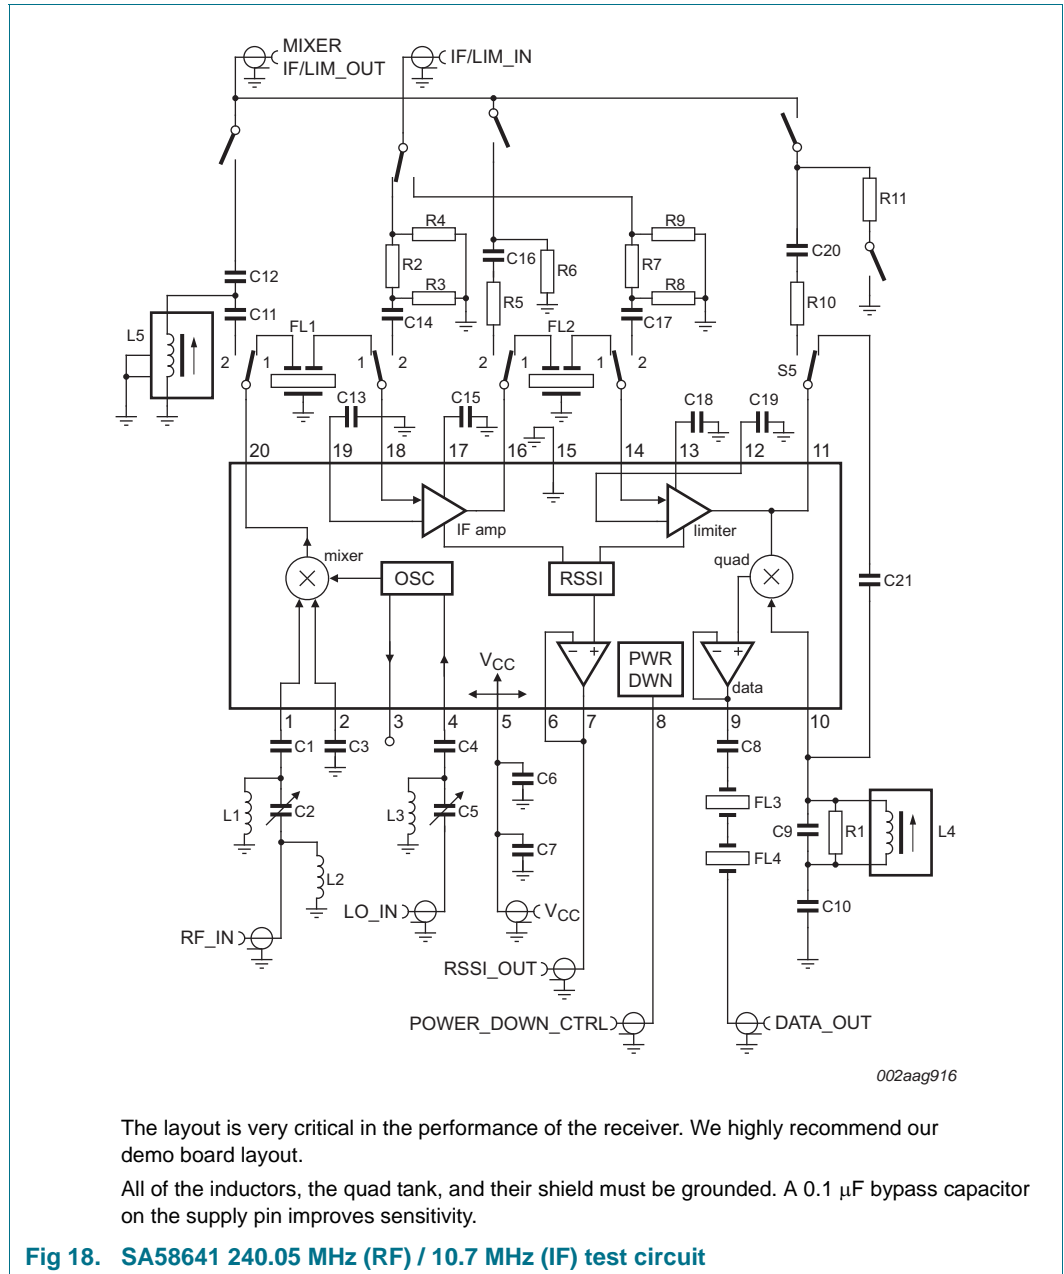 MIXER
IF/LIM_OUT
IF/LIM_IN
R11
R4
R9
R2
C16
R6
R7
C20
C12
R3
R5
R8
R10
C11
FL1
C14
FL2
C17
L5
2
1
1
2
2
1
1
2
S5
C13
C15
C18
C19
20
19
18
17
16
15
14
13
12
11
IF amp
limiter
mixer
quad
OSC
RSSI
C21
VCC
− +
PWR
DWN
− +
data
1
2
3
4
5
6
7
8
9
10
C1
C3
C4
C8
C6
L1
C2
L3
C5
FL3
C9
R1
L4
C7
FL4
L2
LO_IN
VCC
C10
RF_IN
RSSI_OUT
POWER_DOWN_CTRL
DATA_OUT
002aag916
The layout is very critical in the performance of the receiver. We highly recommend our
demo board layout.
All of the inductors, the quad tank, and their shield must be grounded. A 0.1 μF bypass capacitor
on the supply pin improves sensitivity.
Fig 18. SA58641 240.05 MHz (RF) / 10.7 MHz (IF) test circuit